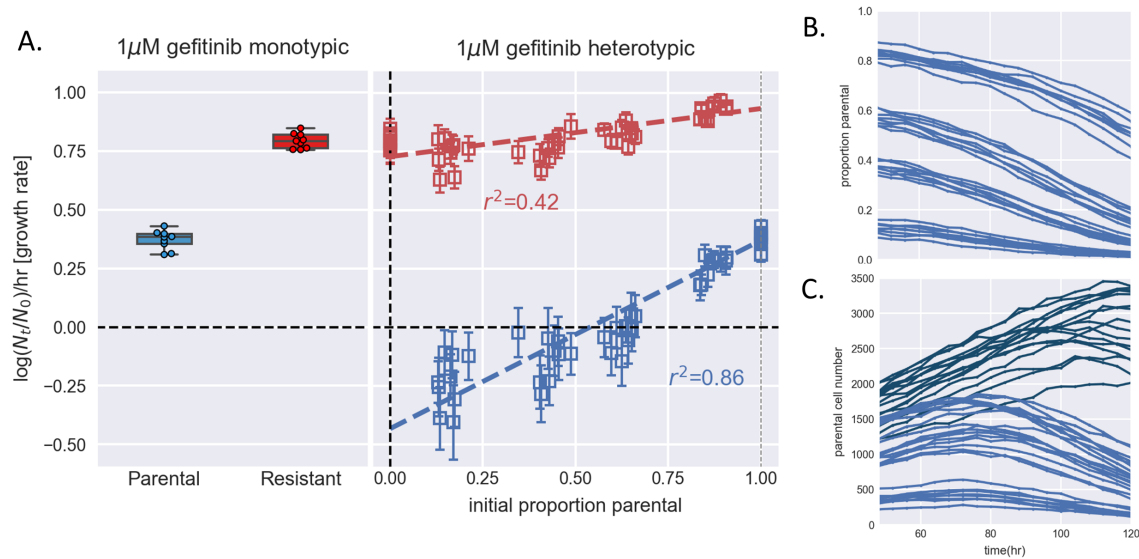 A.
1μM gefitinib monotypic
1μM gefitinib heterotypic
log(Nₜ/N₀)/hr [growth rate]
1.00
0.75
0.50
0.25
0.00
−0.25
−0.50
Parental
Resistant
r²=0.42
r²=0.86
0.00
0.25
0.50
0.75
1.00
initial proportion parental
B.
proportion parental
1.0
0.8
0.6
0.4
0.2
0.0
C.
parental cell number
3500
3000
2500
2000
1500
1000
500
0
60
80
100
120
time(hr)